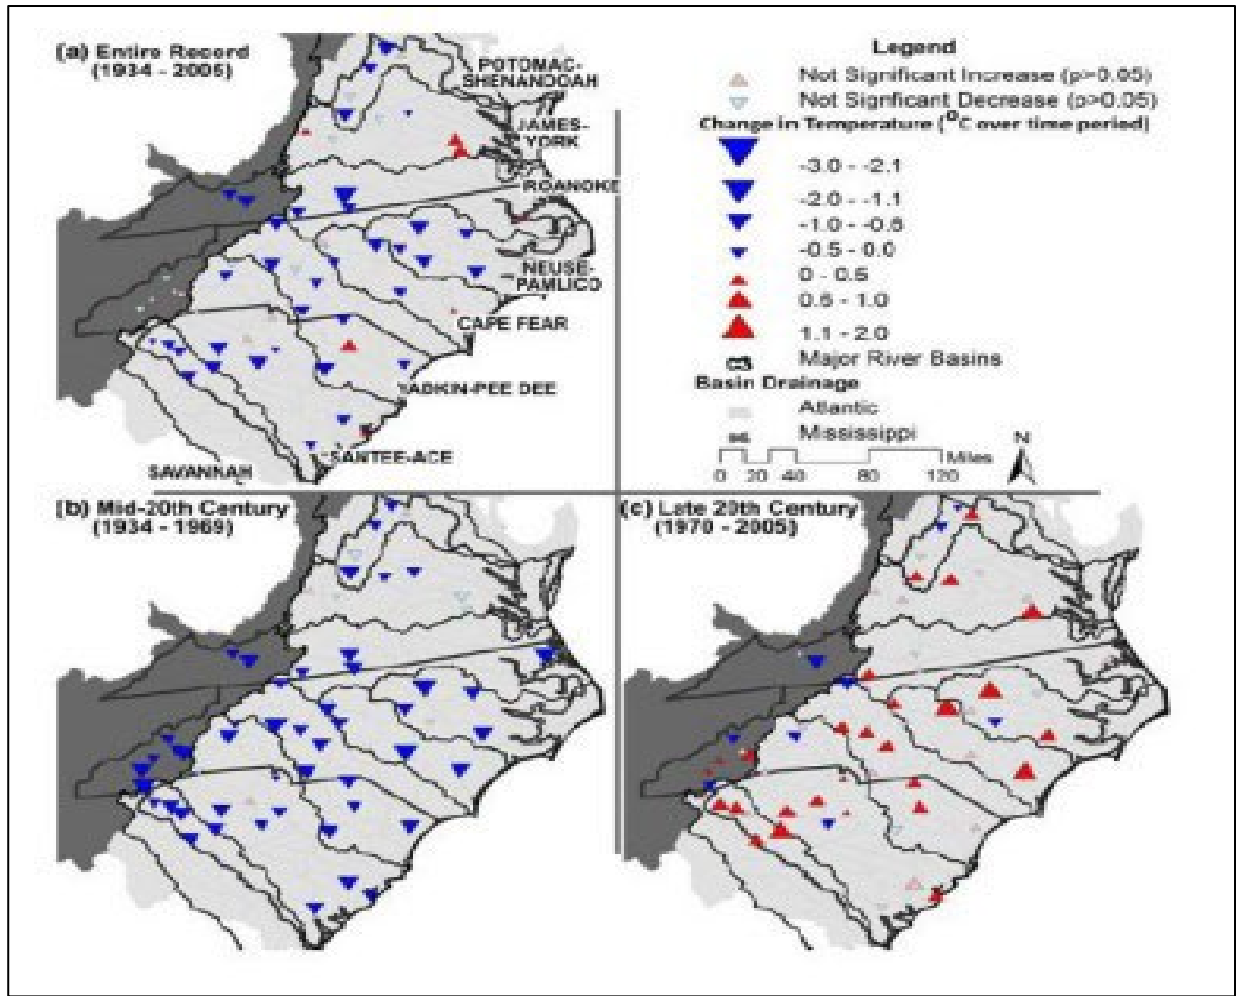 (a) Entire Record
(1934 - 2005)
POTOMAC-
SHENANDOAH
JAMES-
YORK
ROANOKE
NEUSE-
PAMLICO
CAPE FEAR
YADKIN-PEE DEE
SANTEE-ACE
SAVANNAH
Legend
Not Significant Increase (p>0.05)
Not Signficant Decrease (p>0.05)
Change in Temperature (°C over time period)
-3.0 - -2.1
-2.0 - -1.1
-1.0 - -0.5
-0.5 - 0.0
0 - 0.5
0.5 - 1.0
1.1 - 2.0
Major River Basins
Basin Drainage
Atlantic
Mississippi
N
Miles
0 20 40 80 120
(b) Mid-20th Century
(1934 - 1969)
(c) Late 20th Century
(1970 - 2005)